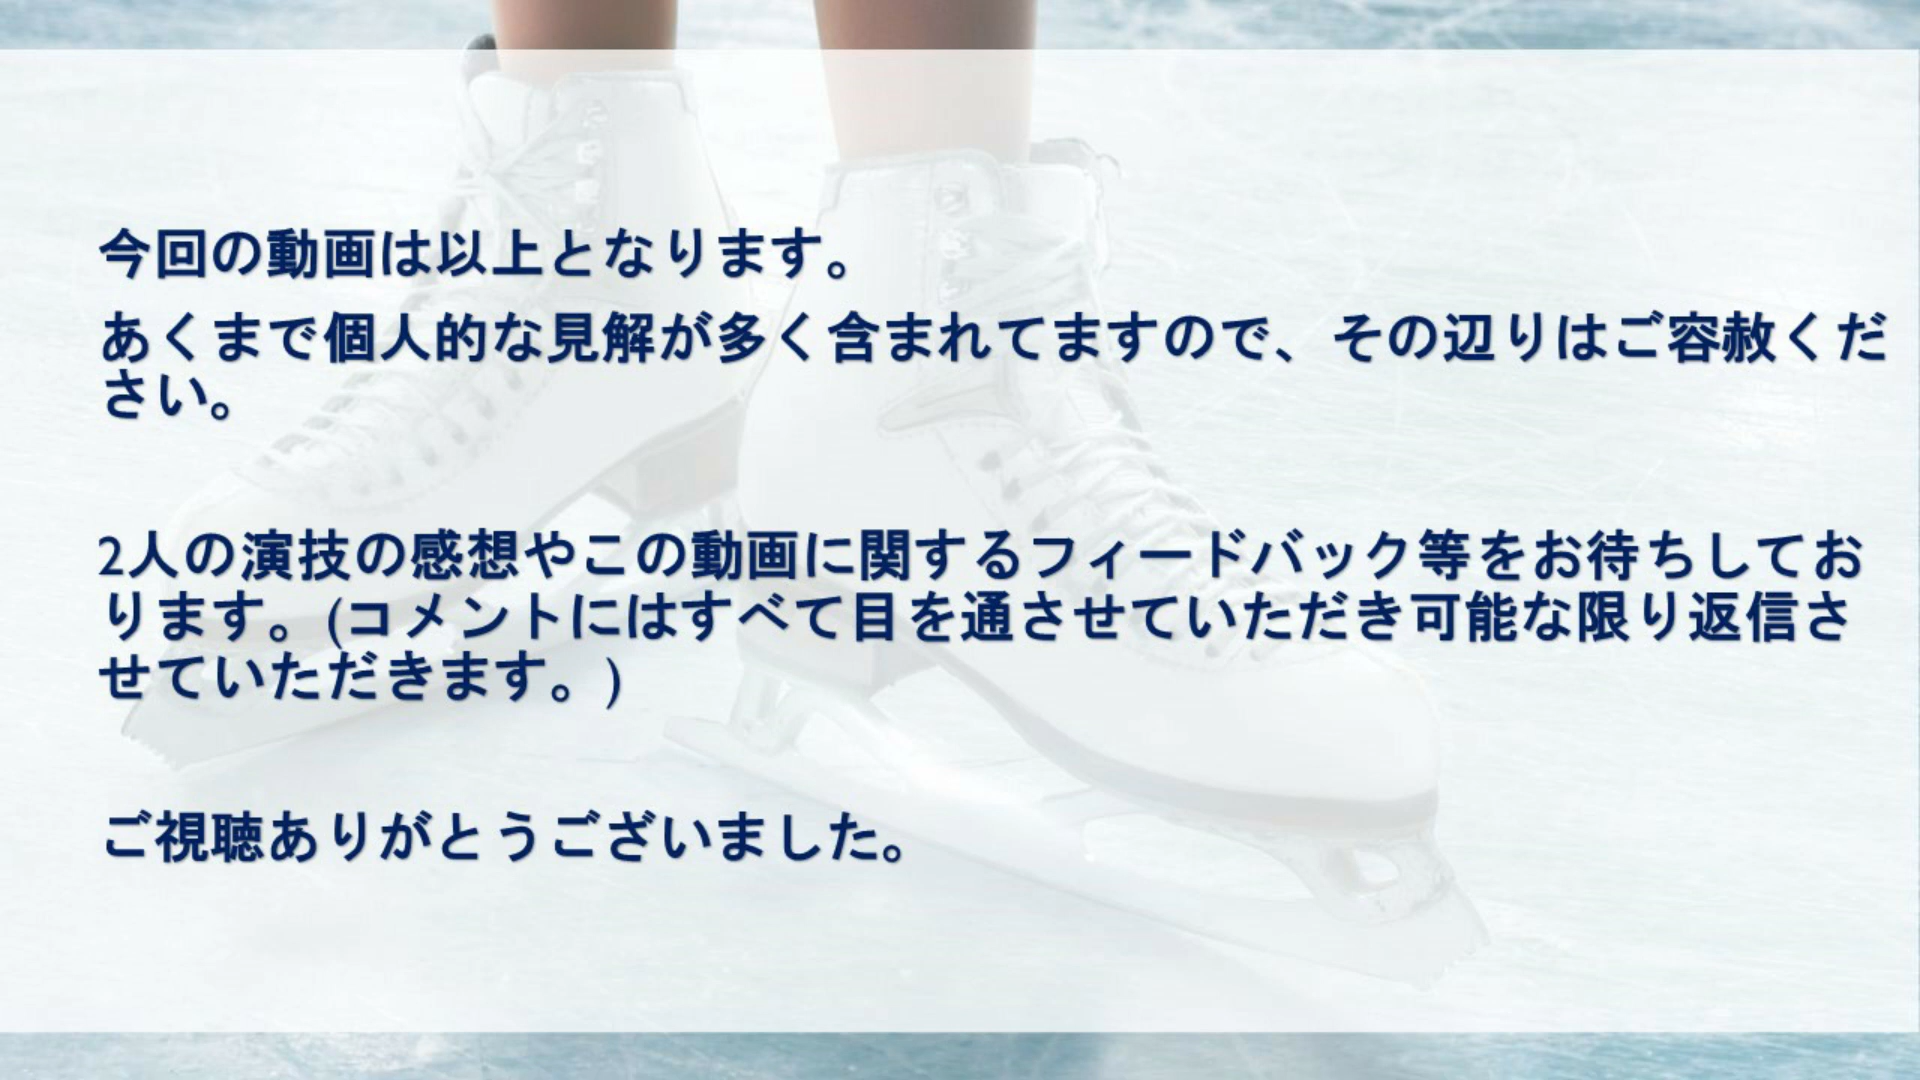 今回の動画は以上となります。
あくまで個人的な見解が多く含まれてますので、その辺りはご容赦くだ
さい。
2人の演技の感想やこの動画に関するフィードバック等をお待ちしてお
ります。(コメントにはすべて目を通させていただき可能な限り返信さ
せていただきます。)
ご視聴ありがとうございました。